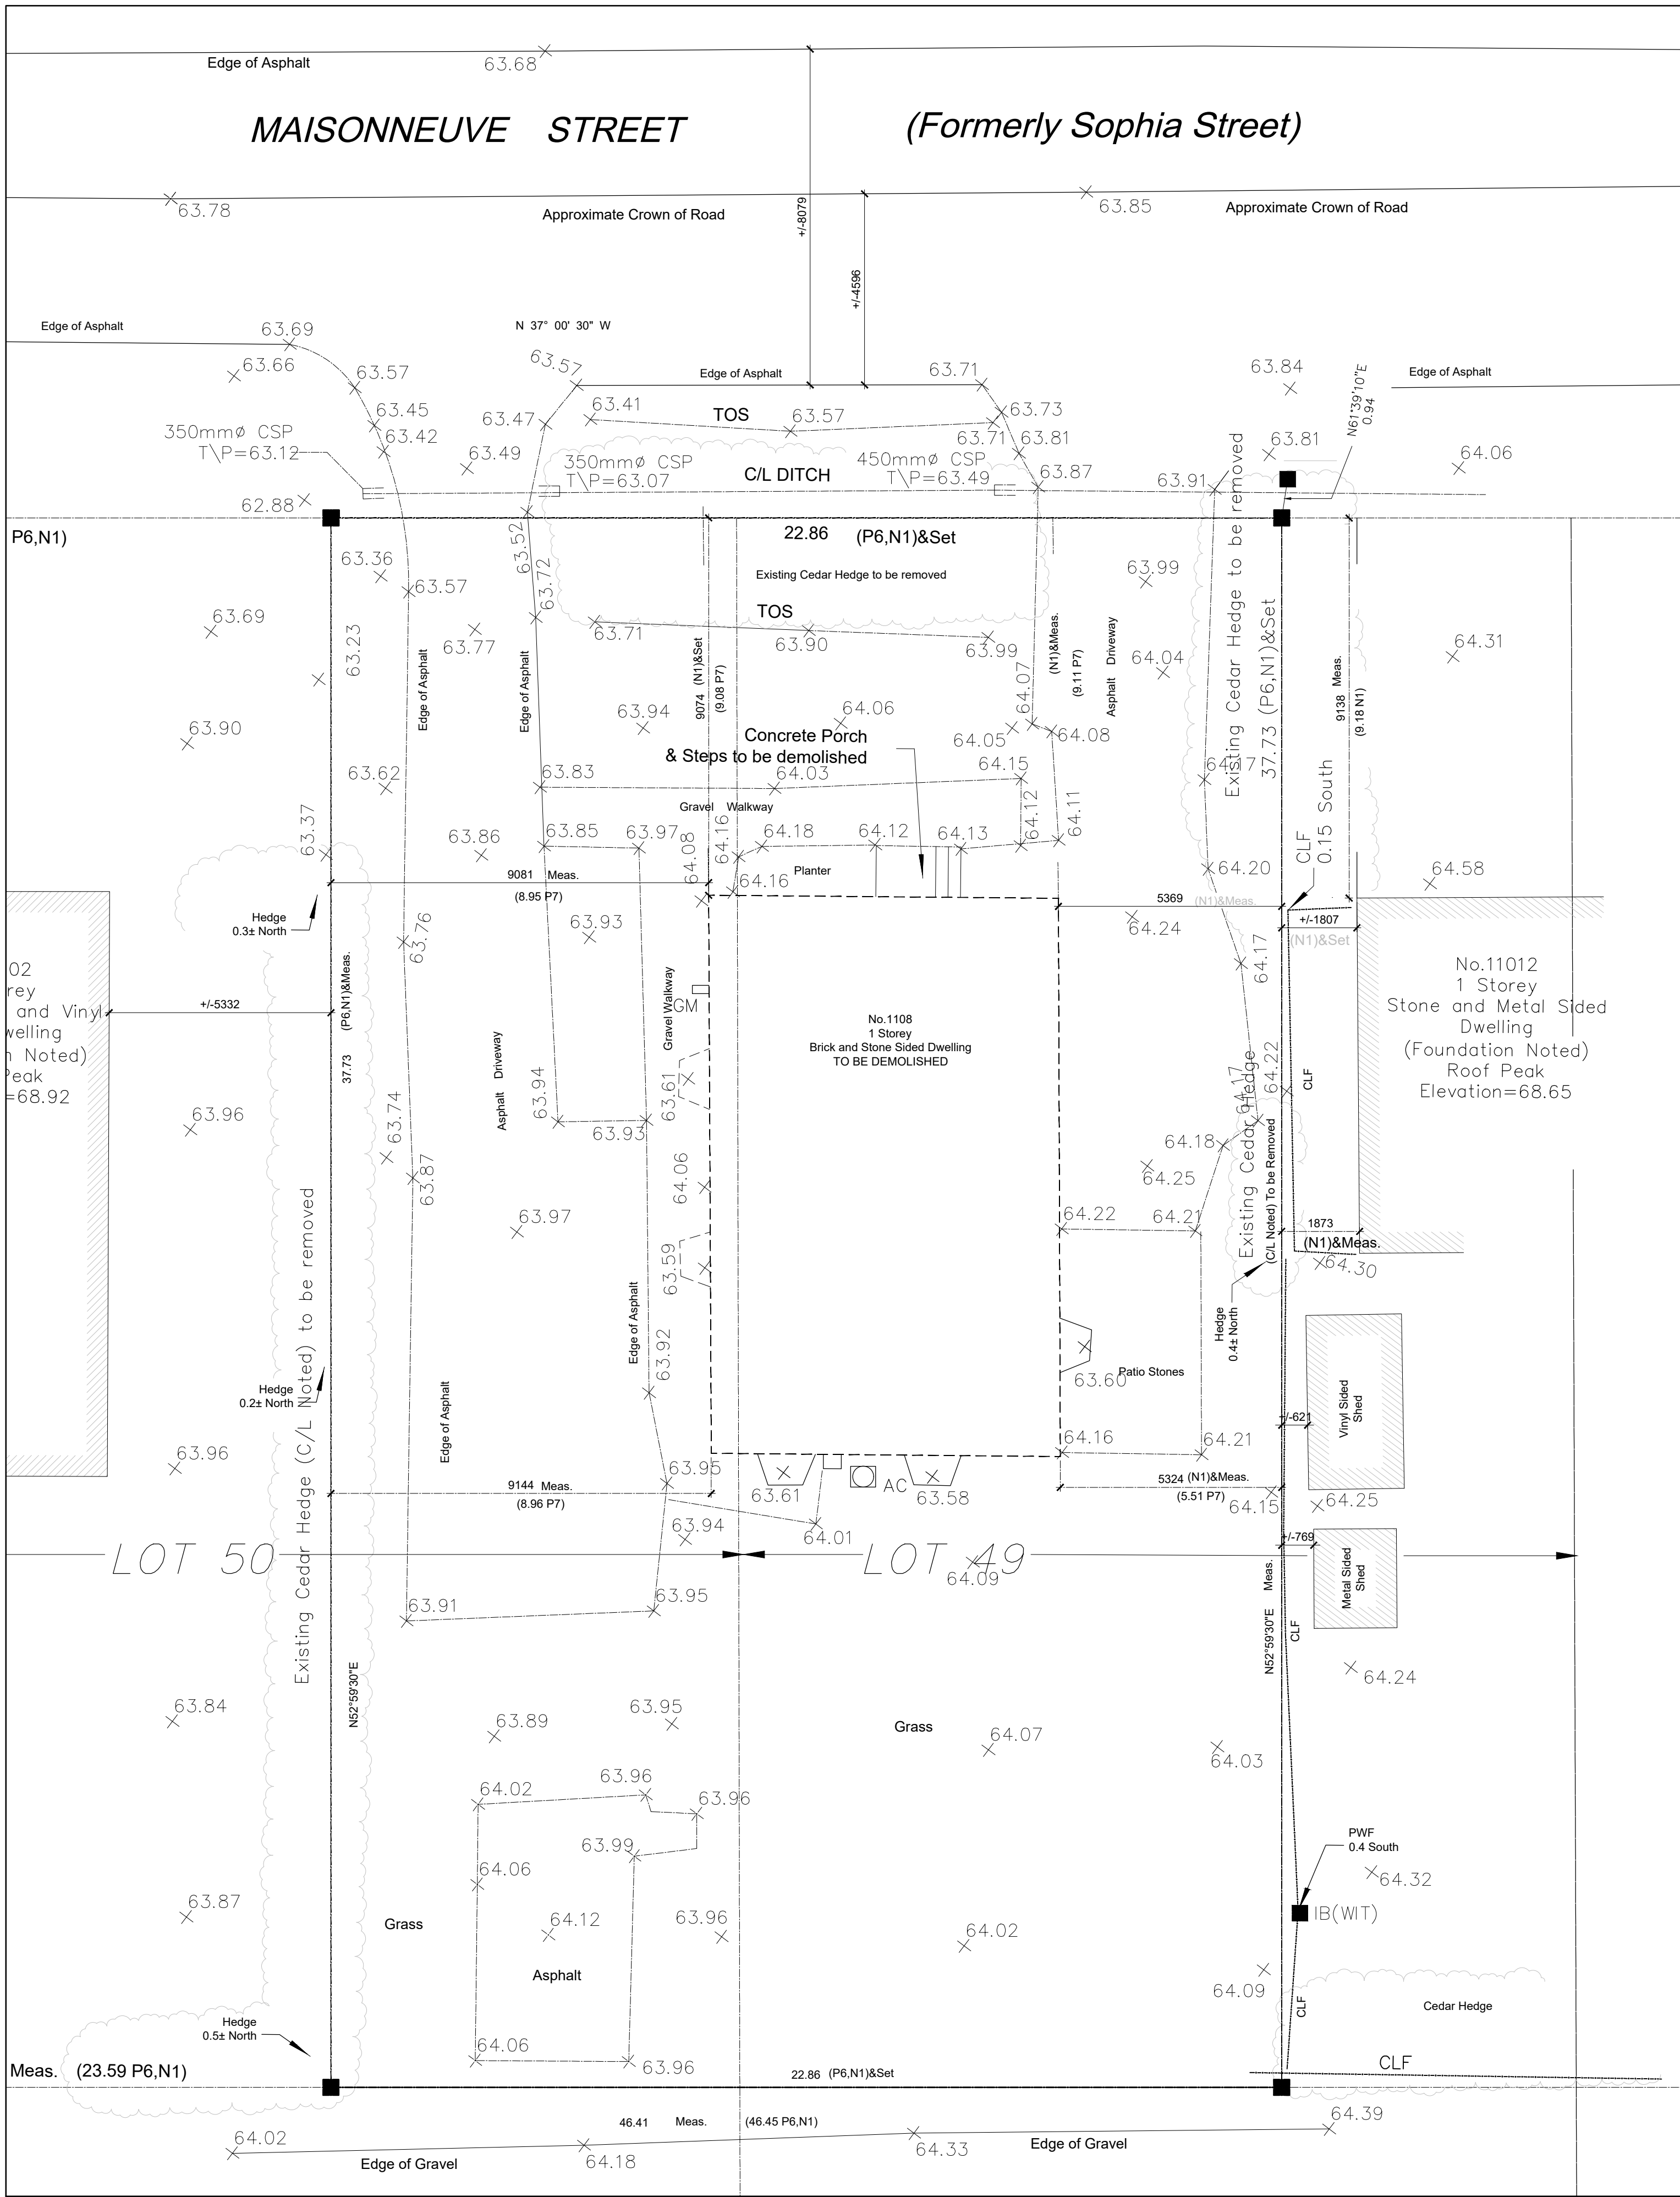 Edge of Asphalt
63.68
MAISONNEUVE STREET
(Formerly Sophia Street)
63.78
Approximate Crown of Road
+/-8079
63.85
Approximate Crown of Road
+/-4596
Edge of Asphalt
63.69
N 37° 00' 30" W
63.66
63.57
63.57
Edge of Asphalt
63.71
63.84
Edge of Asphalt
N61°39'10"E
0.94
63.45
63.42
63.47
63.41
TOS
63.57
63.73
63.71
63.81
63.81
64.06
350mmø CSP
T\P=63.12
63.49
350mmø CSP
T\P=63.07
C/L DITCH
450mmø CSP
T\P=63.49
63.87
63.91
62.88
P6,N1)
22.86 (P6,N1)&Set
63.52
63.36
63.57
63.72
Existing Cedar Hedge to be removed
63.99
Existing Cedar Hedge to be removed
37.73 (P6,N1)&Set
63.69
63.23
63.77
63.71
TOS
63.90
63.99
64.31
Edge of Asphalt
Edge of Asphalt
9074 (N1)&Set
(9.08 P7)
(N1)&Meas.
(9.11 P7)
Asphalt Driveway
64.04
64.07
9138 Meas.
(9.18 N1)
63.90
63.94
64.06
64.05
64.08
Concrete Porch
& Steps to be demolished
63.62
63.83
64.03
64.15
64.17
Gravel Walkway
63.37
63.86
63.85
63.97
64.08
64.16
64.18
64.12
64.13
64.12
64.11
CLF
0.15 South
64.20
64.58
Planter
64.16
9081 Meas.
(8.95 P7)
5369 (N1)&Meas.
+/-1807
(N1)&Set
Hedge
0.3± North
63.93
64.24
63.76
64.17
02
rey
and Vinyl
welling
n Noted)
Peak
=68.92
+/-5332
37.73 (P6,N1)&Meas.
Gravel Walkway
GM
No.1108
1 Storey
Brick and Stone Sided Dwelling
TO BE DEMOLISHED
No.11012
1 Storey
Stone and Metal Sided
Dwelling
(Foundation Noted)
Roof Peak
Elevation=68.65
Asphalt Driveway
63.94
63.61
64.17
64.22
CLF
63.96
63.74
63.93
64.18
64.25
63.87
64.06
Existing Cedar Hedge
(C/L Noted) To be Removed
63.97
64.22
64.21
1873
(N1)&Meas.
64.30
63.59
Existing Cedar Hedge (C/L Noted) to be removed
Edge of Asphalt
Hedge
0.4± North
63.92
63.60
Patio Stones
Hedge
0.2± North
Edge of Asphalt
Vinyl Sided
Shed
+/-621
63.96
64.16
64.21
63.95
9144 Meas.
(8.96 P7)
63.61
AC
63.58
5324 (N1)&Meas.
(5.51 P7)
64.15
64.25
63.94
64.01
+/-769
LOT 50
LOT 49
64.09
Metal Sided
Shed
63.91
63.95
N52°59'30"E Meas.
CLF
N52°59'30"E
64.24
63.84
63.89
63.95
Grass
64.07
64.03
64.02
63.96
63.96
63.99
PWF
0.4 South
64.06
64.32
63.87
Grass
64.12
63.96
64.02
IB(WIT)
Asphalt
64.09
CLF
Cedar Hedge
Hedge
0.5± North
64.06
63.96
Meas. (23.59 P6,N1)
22.86 (P6,N1)&Set
CLF
46.41 Meas. (46.45 P6,N1)
64.39
64.02
Edge of Gravel
64.18
64.33
Edge of Gravel